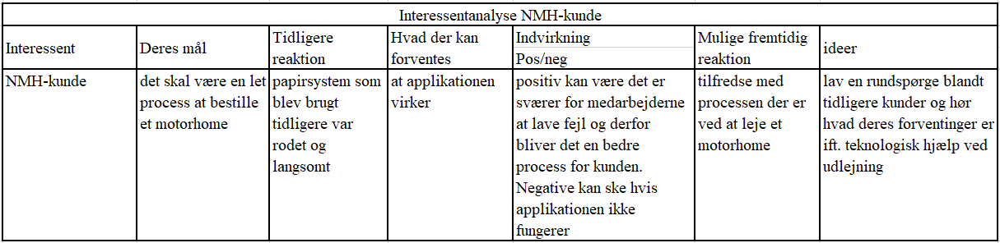 Interessentanalyse NMH-kunde
Interessent
Deres mål
Tidligere
reaktion
Hvad der kan
forventes
Indvirkning
Pos/neg
Mulige fremtidig
reaktion
ideer
NMH-kunde
det skal være en let
process at bestille
et motorhome
papirsystem som
blev brugt
tidligere var
rodet og
langsomt
at applikationen
virker
positiv kan være det er
sværer for medarbejderne
at lave fejl og derfor
bliver det en bedre
process for kunden.
Negative kan ske hvis
applikationen ikke
fungerer
tilfredse med
processen der er
ved at leje et
motorhome
lav en rundspørge blandt
tidligere kunder og hør
hvad deres forventinger er
ift. teknologisk hjælp ved
udlejning